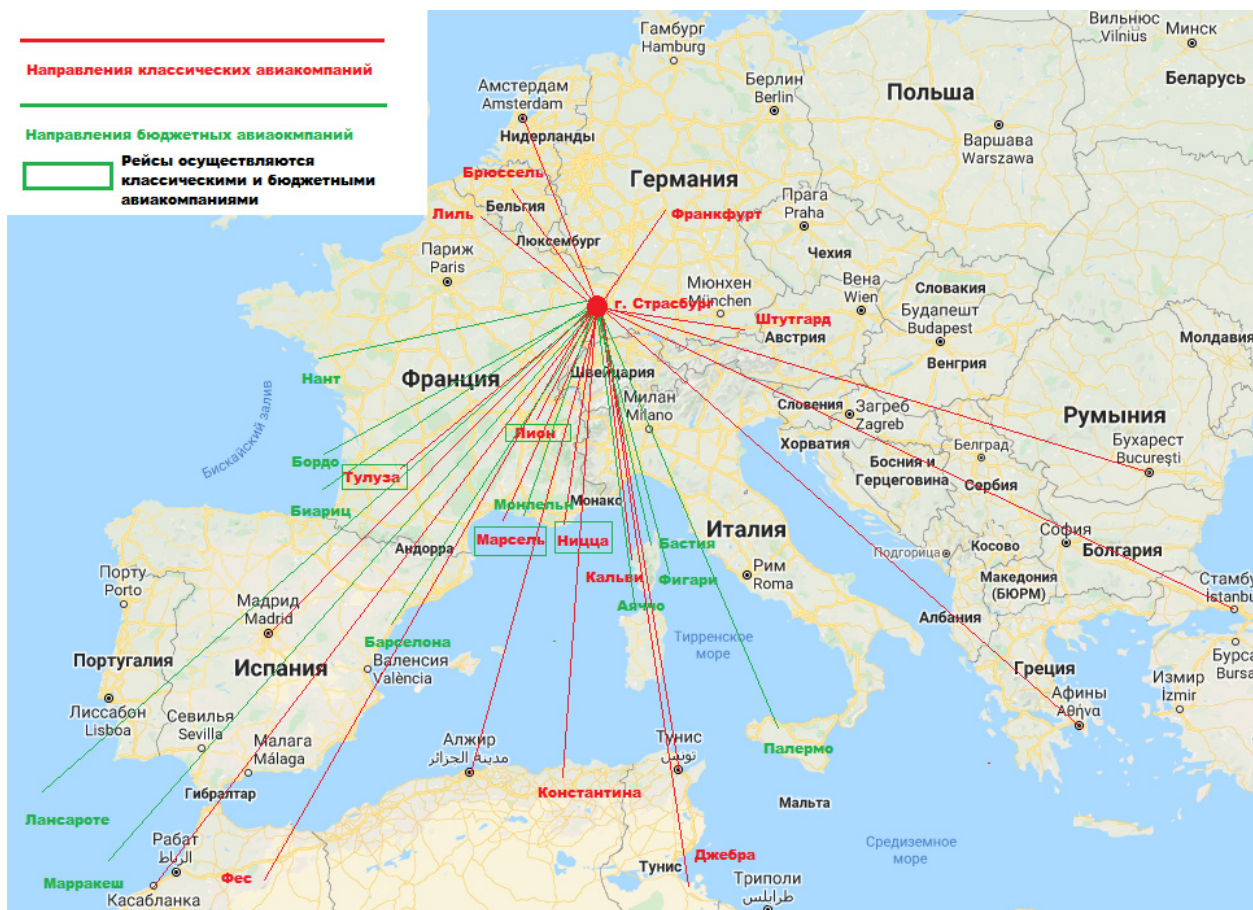 Направления классических авиакомпаний
Направления бюджетных авиаокмпаний
Рейсы осуществляются
классическими и бюджетными
авиакомпаниями
Гамбург
Hamburg
Вильнюс
Vilnius
Минск
Беларусь
Амстердам
Amsterdam
Берлин
Berlin
Польша
Нидерланды
Варшава
Warszawa
Брюссель
Германия
Бельгия
Прага
Praha
Лиль
Франкфурт
Люксембург
Париж
Paris
Чехия
Мюнхен
München
Вена
Wien
Словакия
г. Страсбург
Штутгард
Будапешт
Budapest
Австрия
Молдавия
Венгрия
Нант
Франция
Швейцария
Милан
Milano
Словения
Загреб
Zagreb
Румыния
Бискайский залив
Лион
Хорватия
Белград
Бухарест
București
Бордо
Тулуза
Босния и
Герцеговина
Сербия
Биариц
Монпельн
Монако
Италия
София
Болгария
Марсель
Ницца
Бастия
Андорра
Подгорица
Косово
Порту
Porto
Кальви
Фигари
Рим
Roma
Македония
(БЮРМ)
Стамбу
İstanbu
Мадрид
Madrid
Аяччо
Албания
Барселона
Тирренское
море
Бурса
Bursa
Португалия
Испания
Валенсия
València
Греция
Измир
İzmir
Афины
Αθήνα
Лиссабон
Lisboa
Севилья
Sevilla
Малага
Málaga
Алжир
مدينة الجزائر
Тунис
تونس
Палермо
Гибралтар
Константина
Мальта
Лансароте
Рабат
الرباط
Средиземное
море
Джебра
Марракеш
Фес
Тунис
Триполи
طرابلس
Касабланка